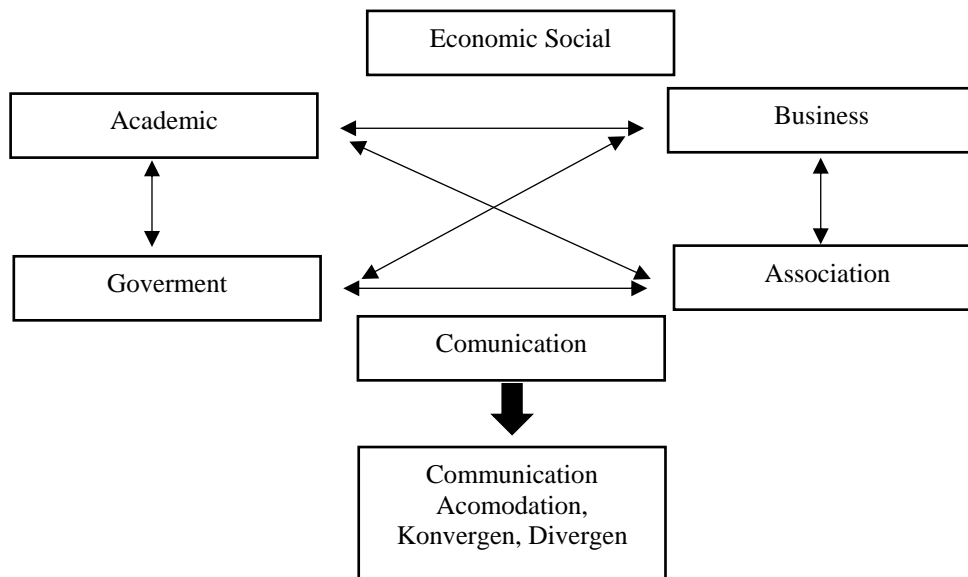 Economic Social
Academic
Business
Goverment
Association
Comunication
Communication
Acomodation,
Konvergen, Divergen